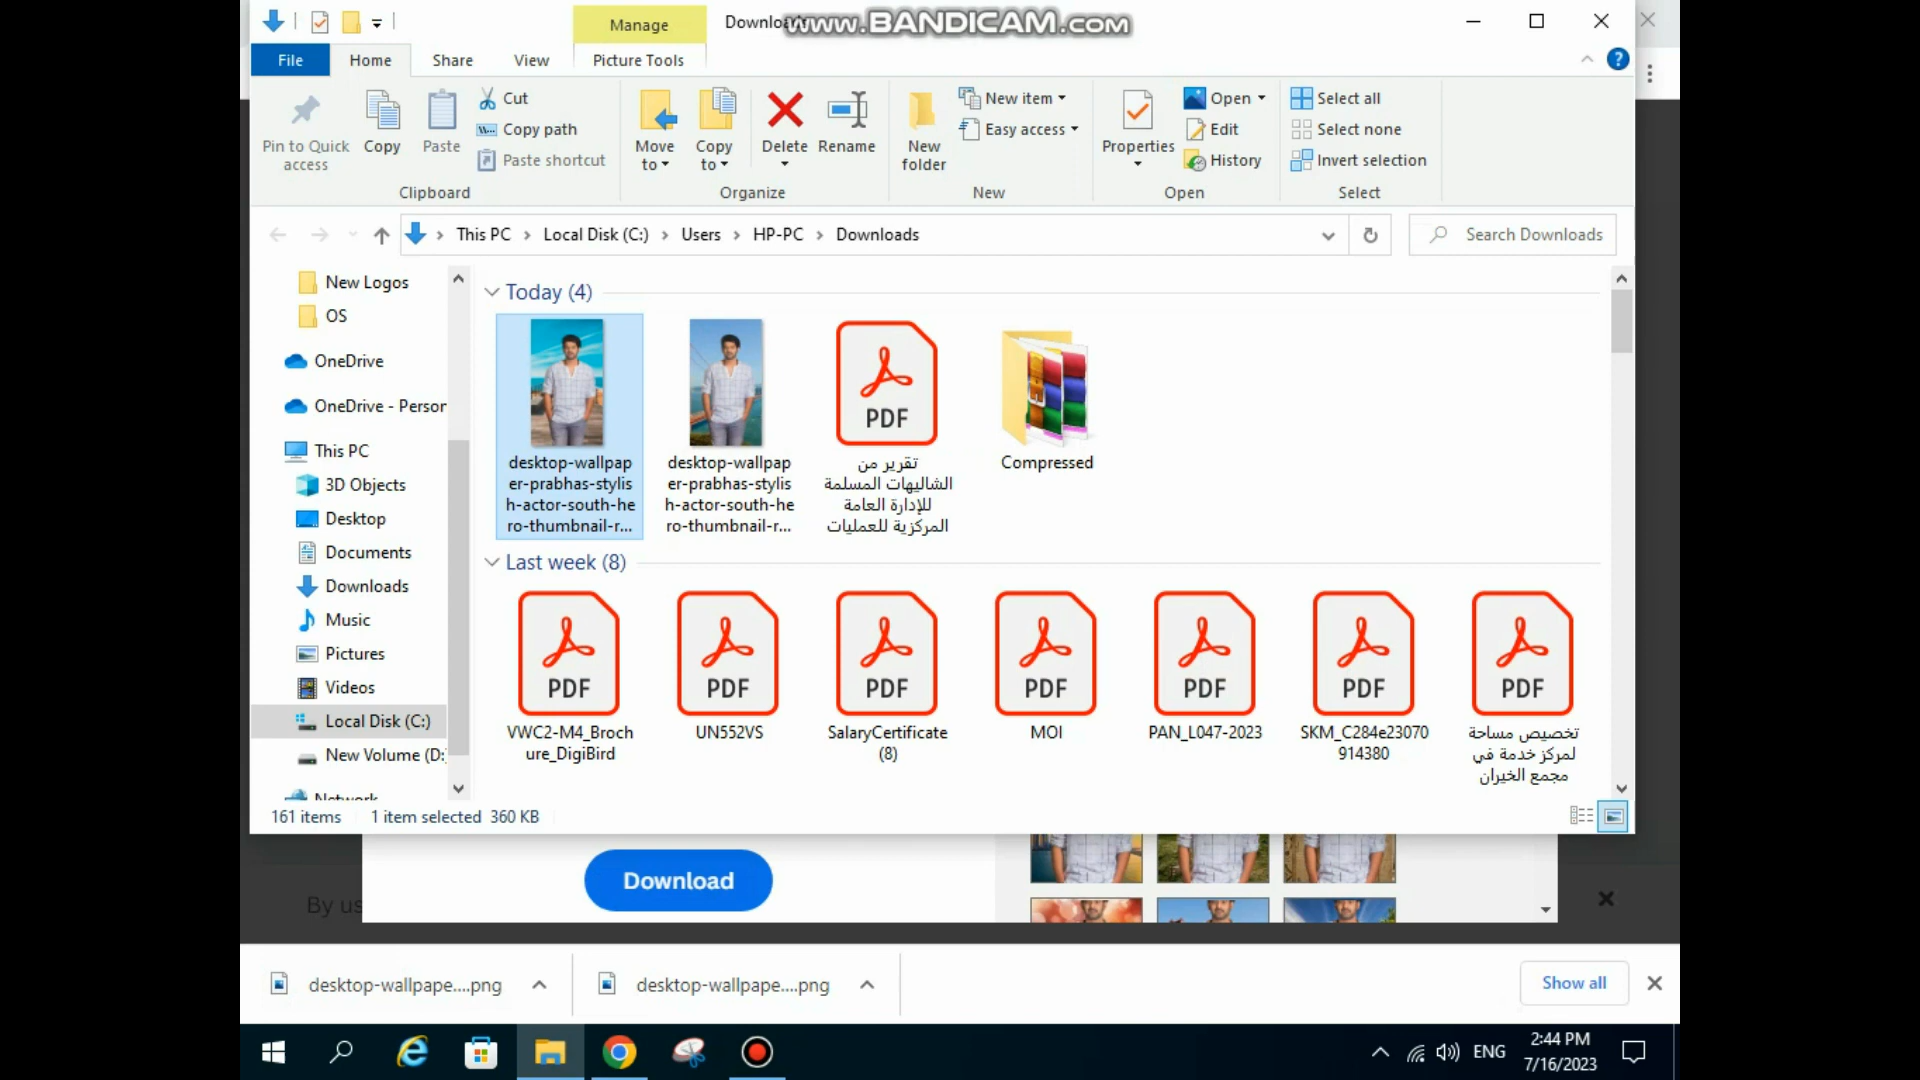 Manage
Downloads
www.BANDICAM.com
File
Home
Share
View
Picture Tools
Pin to Quick
access
Copy
Paste
Cut
Copy path
Paste shortcut
Clipboard
Move
to
Copy
to
Delete
Rename
Organize
New
folder
New item
Easy access
New
Properties
Open
Edit
History
Open
Select all
Select none
Invert selection
Select
This PC
Local Disk (C:)
Users
HP-PC
Downloads
Search Downloads
New Logos
OS
OneDrive
OneDrive - Person
This PC
3D Objects
Desktop
Documents
Downloads
Music
Pictures
Videos
Local Disk (C:)
New Volume (D:
Network
Today (4)
desktop-wallpap
er-prabhas-stylis
h-actor-south-he
ro-thumbnail-r...
desktop-wallpap
er-prabhas-stylis
h-actor-south-he
ro-thumbnail-r...
PDF
تقرير من
الشاليهات المسلمة
للإدارة العامة
المركزية للعمليات
Compressed
Last week (8)
PDF
VWC2-M4_Broch
ure_DigiBird
PDF
UN552VS
PDF
SalaryCertificate
(8)
PDF
MOI
PDF
PAN_L047-2023
PDF
SKM_C284e23070
914380
PDF
تخصيص مساحة
لمركز خدمة في
مجمع الخيران
161 items
1 item selected 360 KB
Download
By us
desktop-wallpape....png
desktop-wallpape....png
Show all
ENG
2:44 PM
7/16/2023